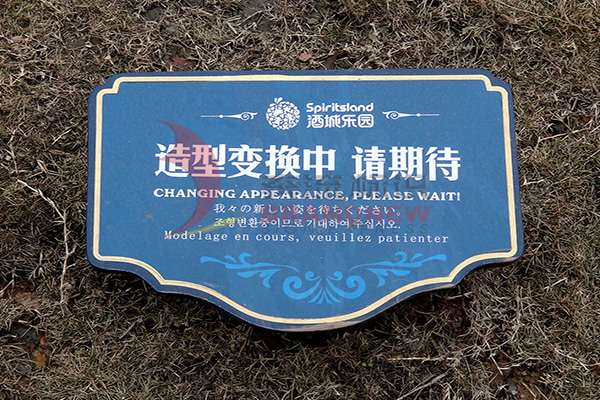 Spiritsland
酒城乐园
造型变换中 请期待
CHANGING APPEARANCE, PLEASE WAIT!
我々の新しい姿を待ちください。
조형변환중이므로기대하여주십시오.
Modelage en cours, veuillez patienter